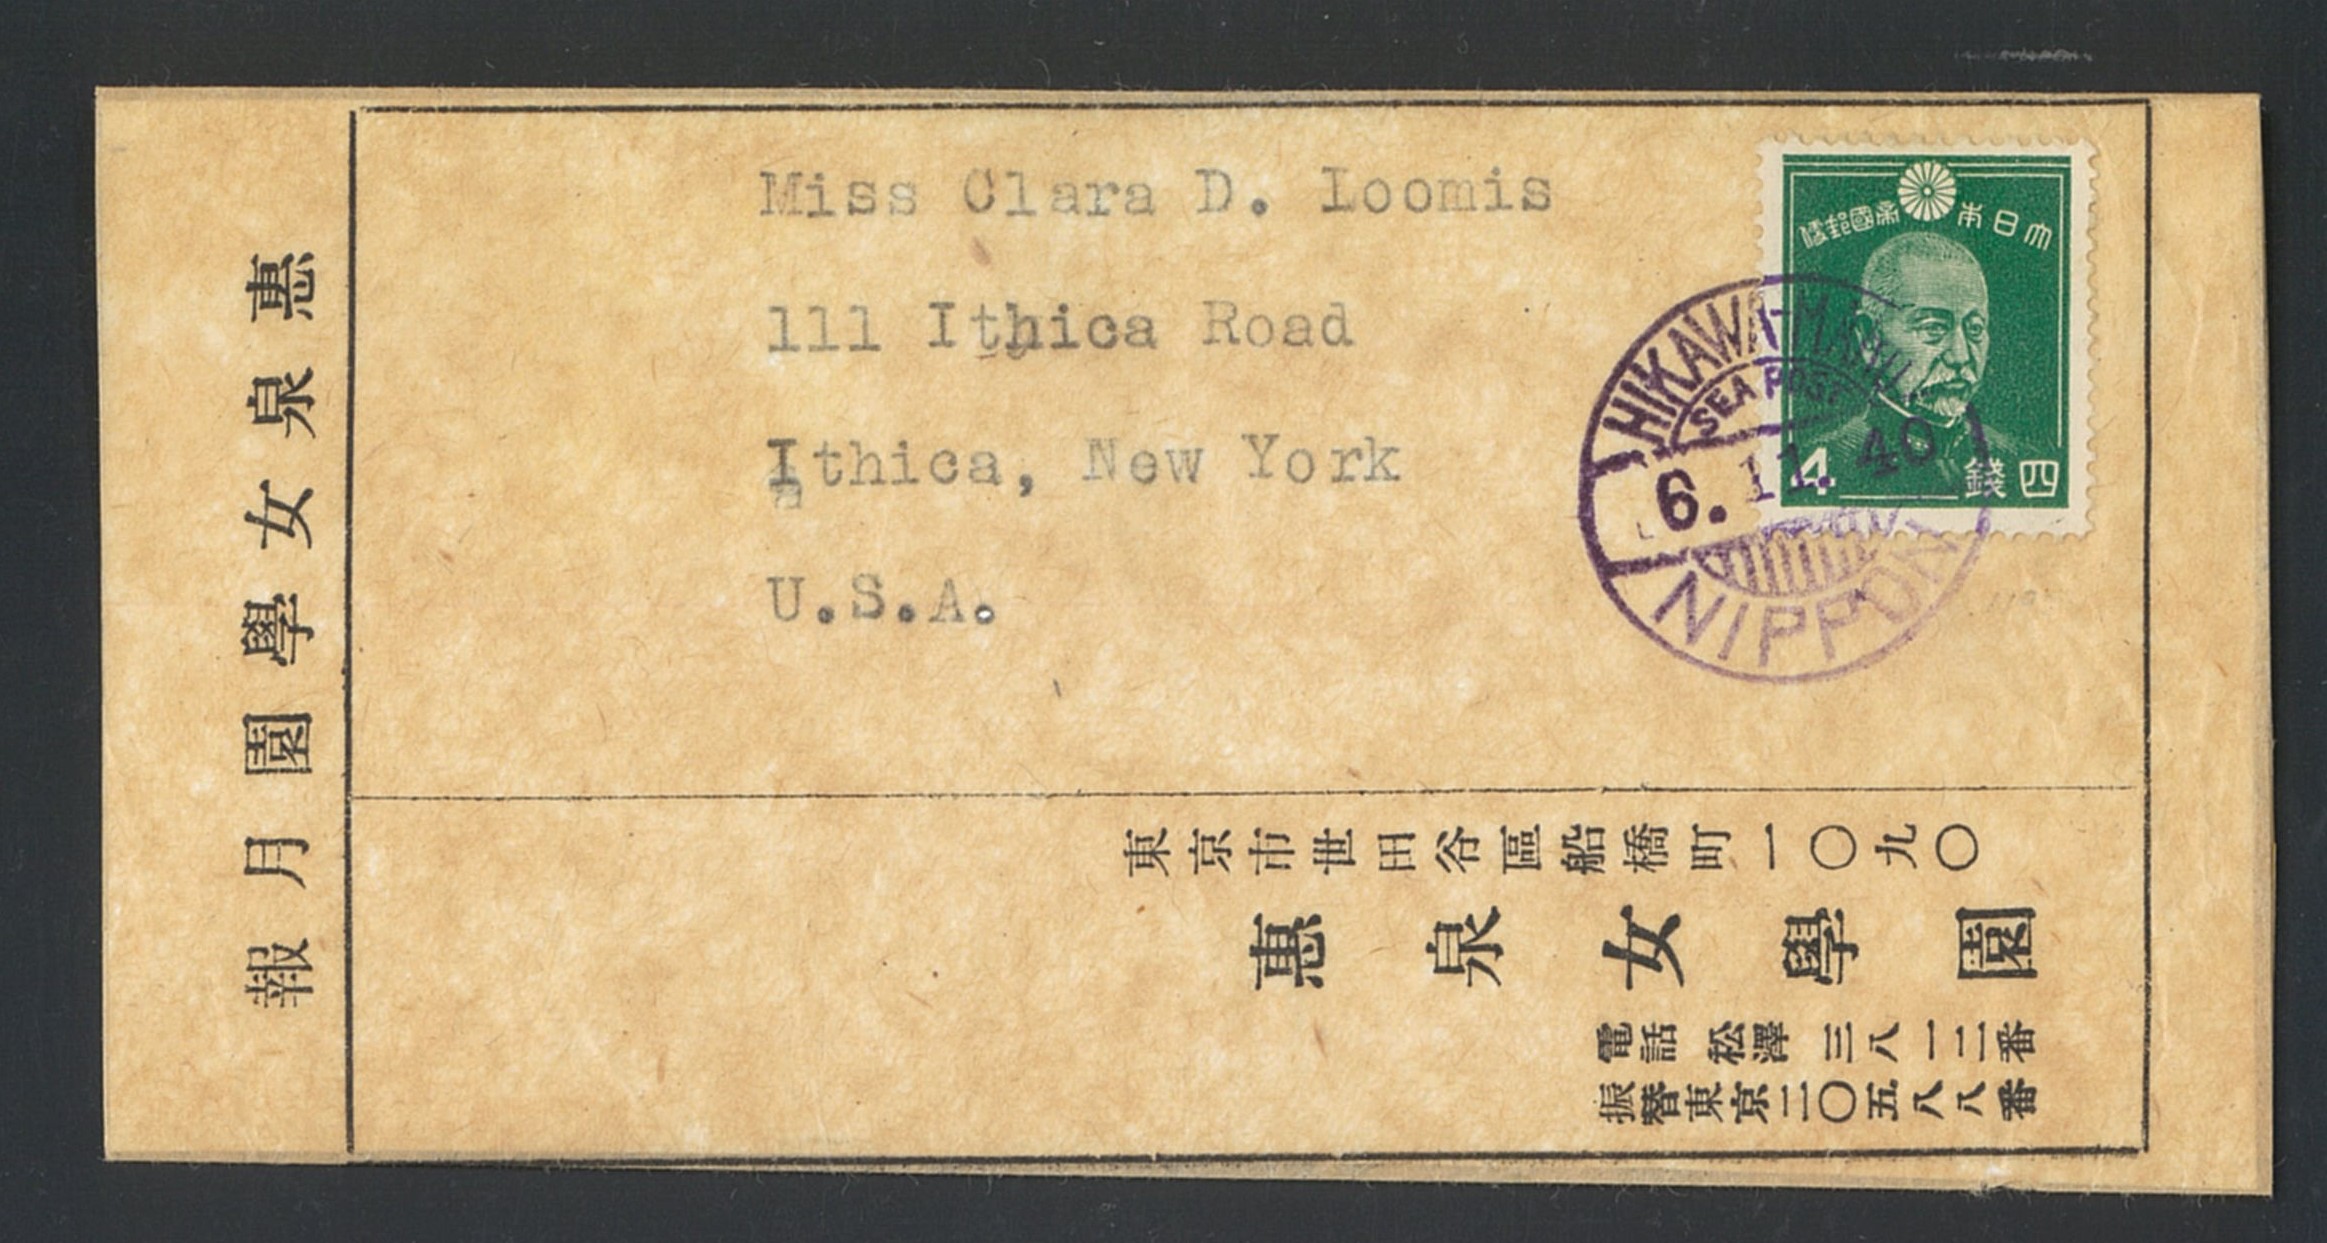 Miss Clara D. Loomis
111 Ithica Road
Ithica, New York
U.S.A.
大日本帝國郵便
4 四錢
HIKAWA-MARU
SEA POST
6.11.40
NIPPON
惠泉女學園月報
東京市世田谷區船橋町一〇九〇
惠泉女學園
電話松澤三八一二番
振替東京二〇五八八番